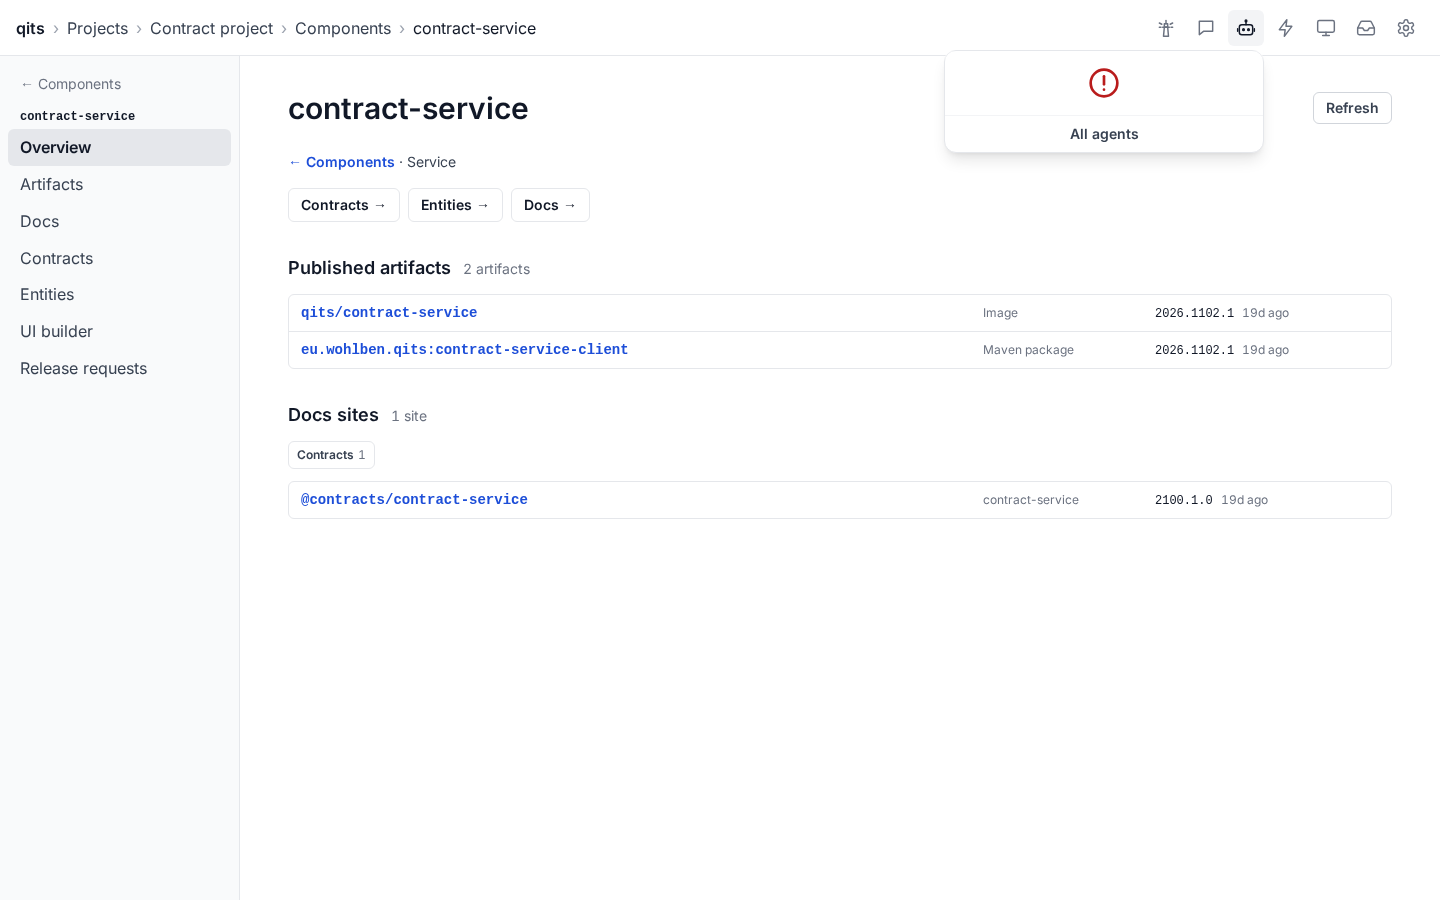 qits › Projects › Contract project › Components › contract-service
All agents
← Components
contract-service
Overview
Artifacts
Docs
Contracts
Entities
UI builder
Release requests
contract-service
Refresh
← Components · Service
Contracts →
Entities →
Docs →
Published artifacts 2 artifacts
qits/contract-service Image 2026.1102.1 19d ago
eu.wohlben.qits:contract-service-client Maven package 2026.1102.1 19d ago
Docs sites 1 site
Contracts 1
@contracts/contract-service contract-service 2100.1.0 19d ago